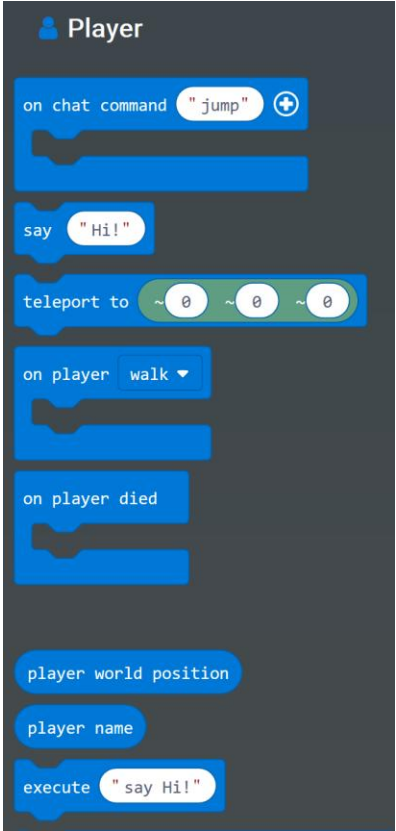 Player
on chat command "jump"
say "Hi!"
teleport to ~ 0 ~ 0 ~ 0
on player walk
on player died
player world position
player name
execute "say Hi!"